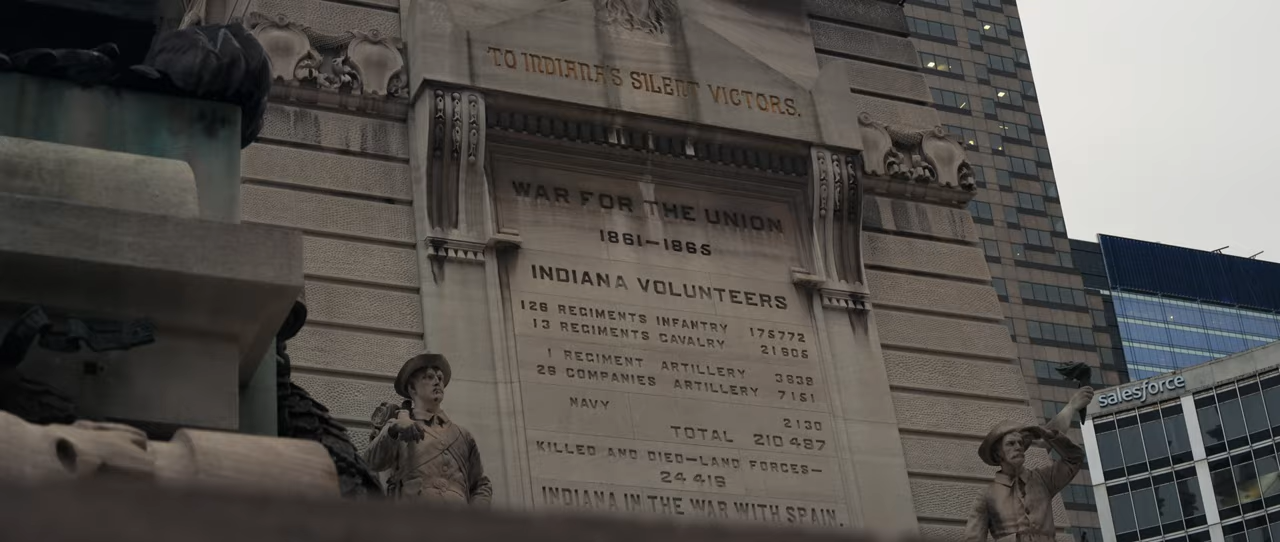 TO INDIANA'S SILENT VICTORS.
WAR FOR THE UNION
1861–1865
INDIANA VOLUNTEERS
126 REGIMENTS INFANTRY 175772
13 REGIMENTS CAVALRY 21605
1 REGIMENT ARTILLERY 3839
26 COMPANIES ARTILLERY 7151
NAVY 2130
TOTAL 210 497
KILLED AND DIED–LAND FORCES–
24 416
INDIANA IN THE WAR WITH SPAIN.
salesforce